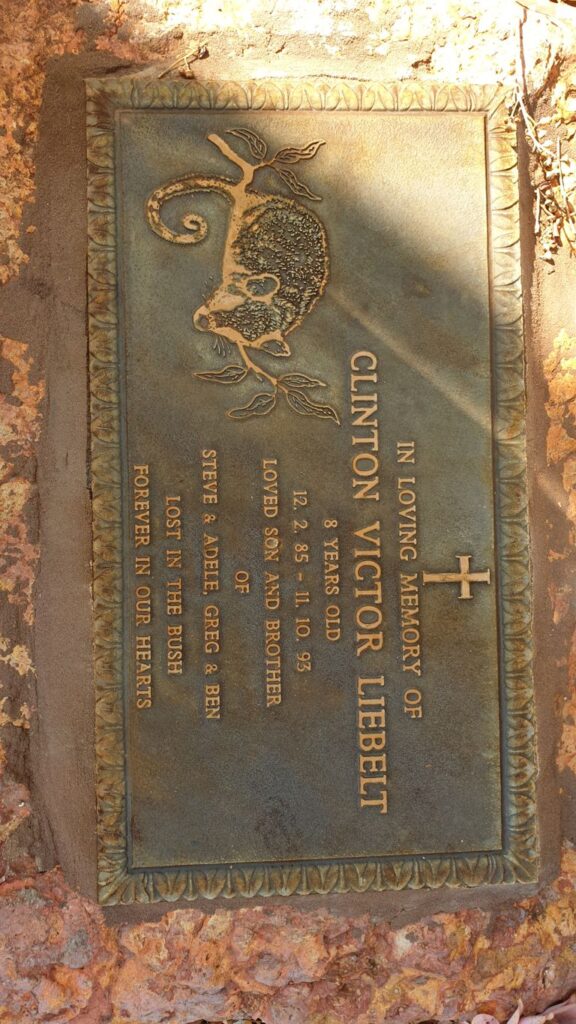 IN LOVING MEMORY OF
CLINTON VICTOR LIEBELT
8 YEARS OLD
12. 2. 85 - 11. 10. 93
LOVED SON AND BROTHER
OF
STEVE & ADELE, GREG & BEN
LOST IN THE BUSH
FOREVER IN OUR HEARTS